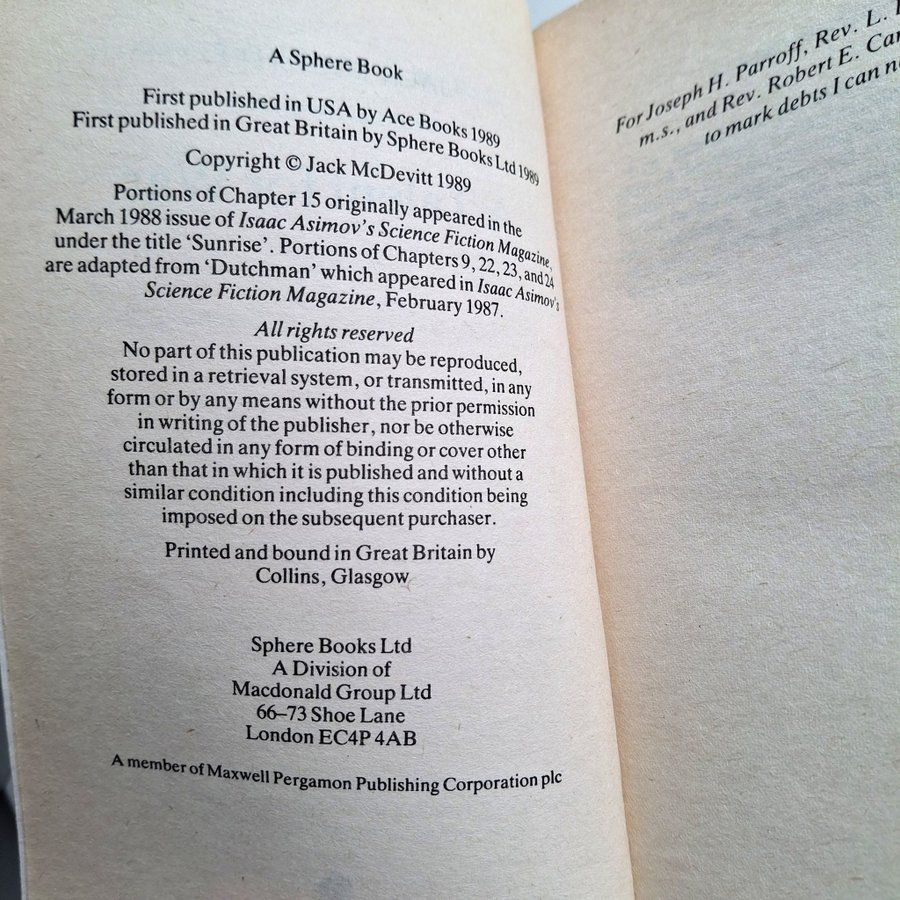 A Sphere Book
First published in USA by Ace Books 1989
First published in Great Britain by Sphere Books Ltd 1989
Copyright © Jack McDevitt 1989
Portions of Chapter 15 originally appeared in the
March 1988 issue of Isaac Asimov's Science Fiction Magazine,
under the title ‘Sunrise’. Portions of Chapters 9, 22, 23, and 24
are adapted from ‘Dutchman’ which appeared in Isaac Asimov's
Science Fiction Magazine, February 1987.
All rights reserved
No part of this publication may be reproduced,
stored in a retrieval system, or transmitted, in any
form or by any means without the prior permission
in writing of the publisher, nor be otherwise
circulated in any form of binding or cover other
than that in which it is published and without a
similar condition including this condition being
imposed on the subsequent purchaser.
Printed and bound in Great Britain by
Collins, Glasgow
Sphere Books Ltd
A Division of
Macdonald Group Ltd
66–73 Shoe Lane
London EC4P 4AB
A member of Maxwell Pergamon Publishing Corporation plc
For Joseph H. Parroff, Rev. L.
m.s., and Rev. Robert E.
to mark debts I can